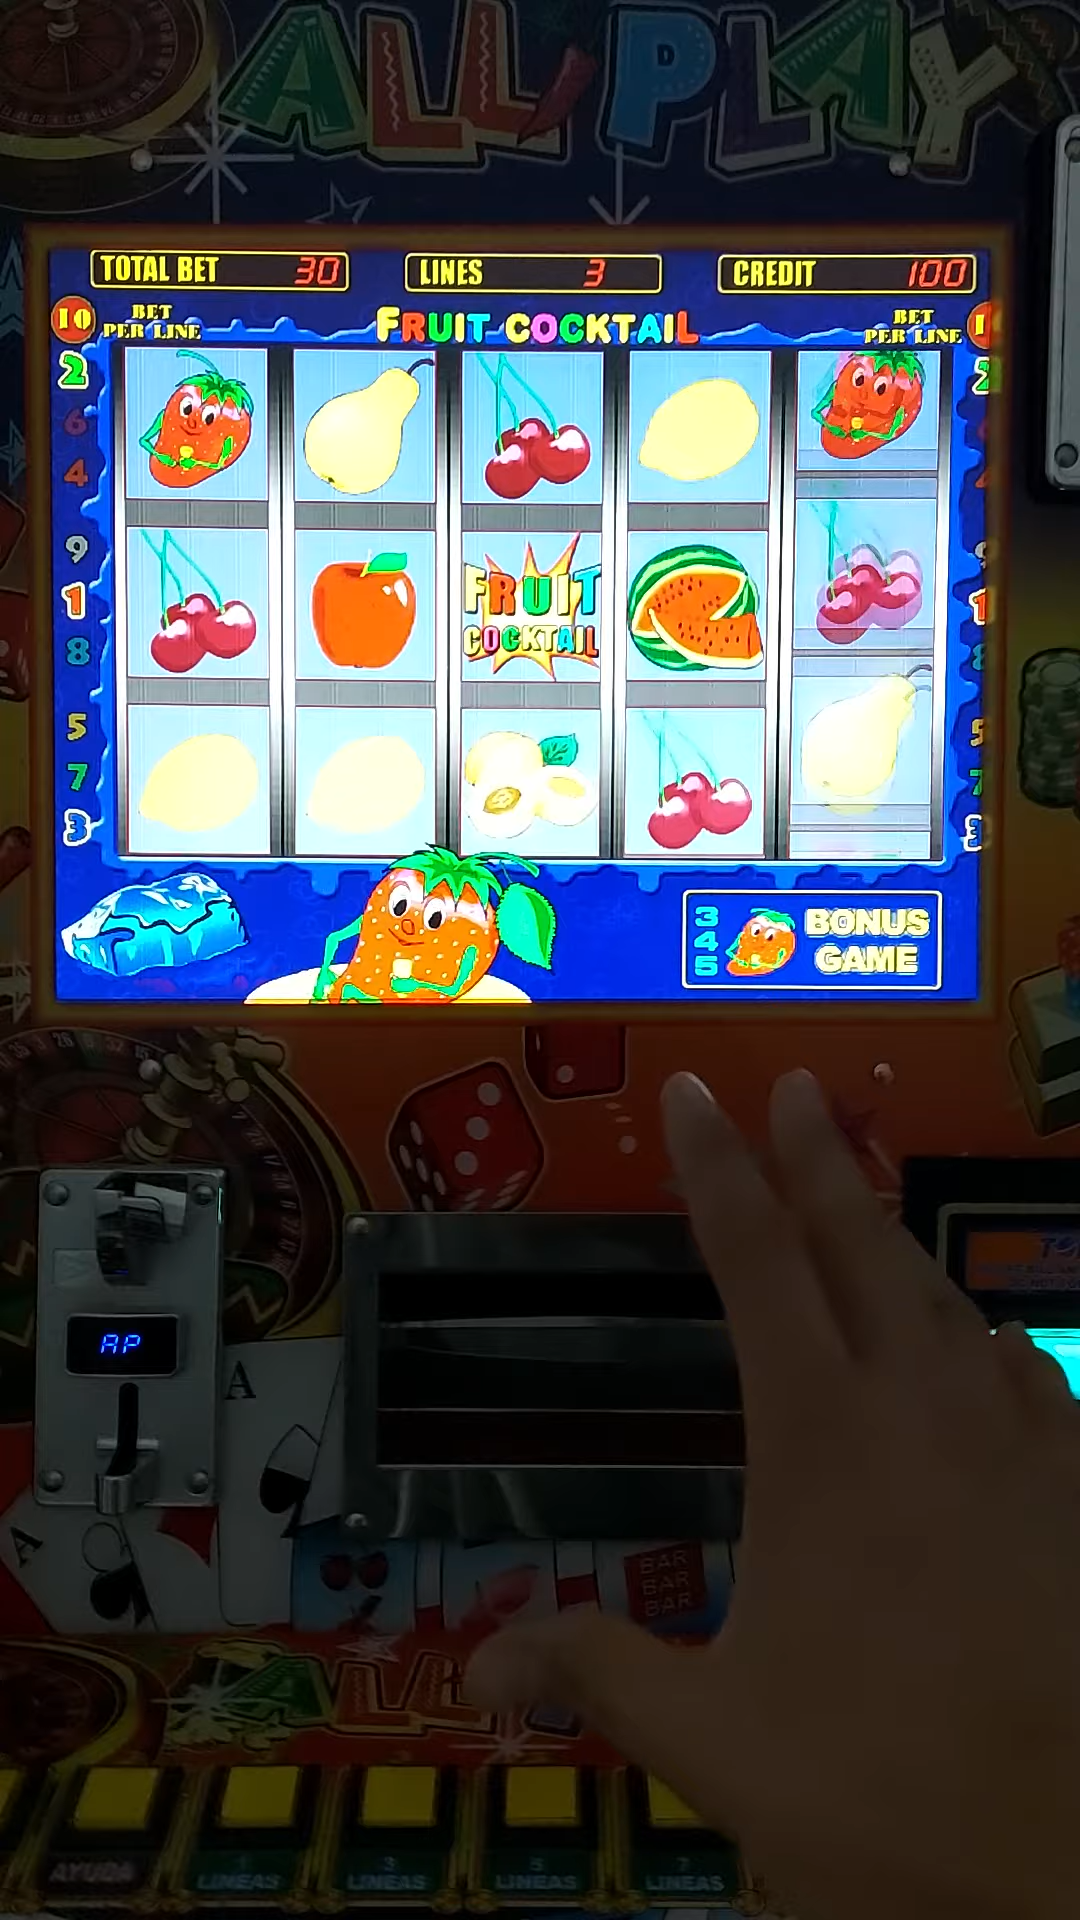 ALL PLAY
TOTAL BET 30
LINES 3
CREDIT 100
10 BET PER LINE
FRUIT COCKTAIL
BET PER LINE
2
6
4
9
1
8
5
7
3
FRUIT
COCKTAIL
3
4
5
BONUS
GAME
AP
A
A
BAR
BAR
BAR
ALL
AYUDA
1 LINEAS
3 LINEAS
5 LINEAS
7 LINEAS